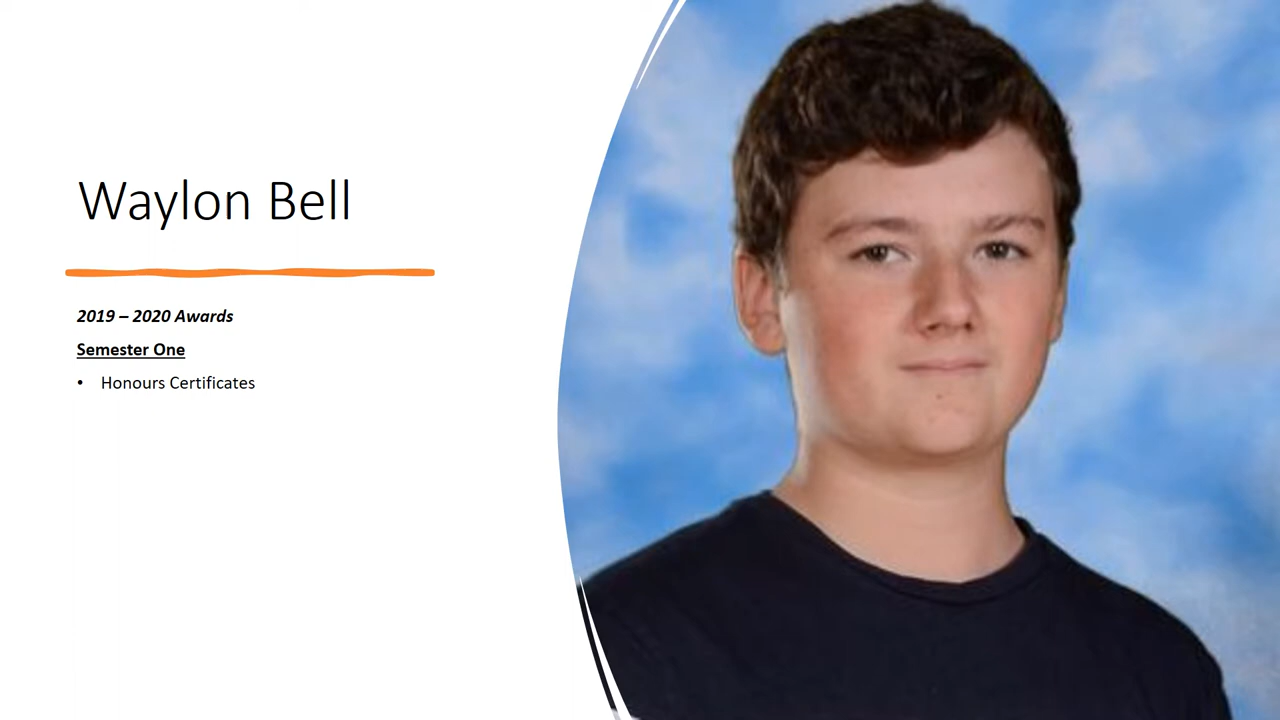 Waylon Bell
2019 – 2020 Awards
Semester One
• Honours Certificates